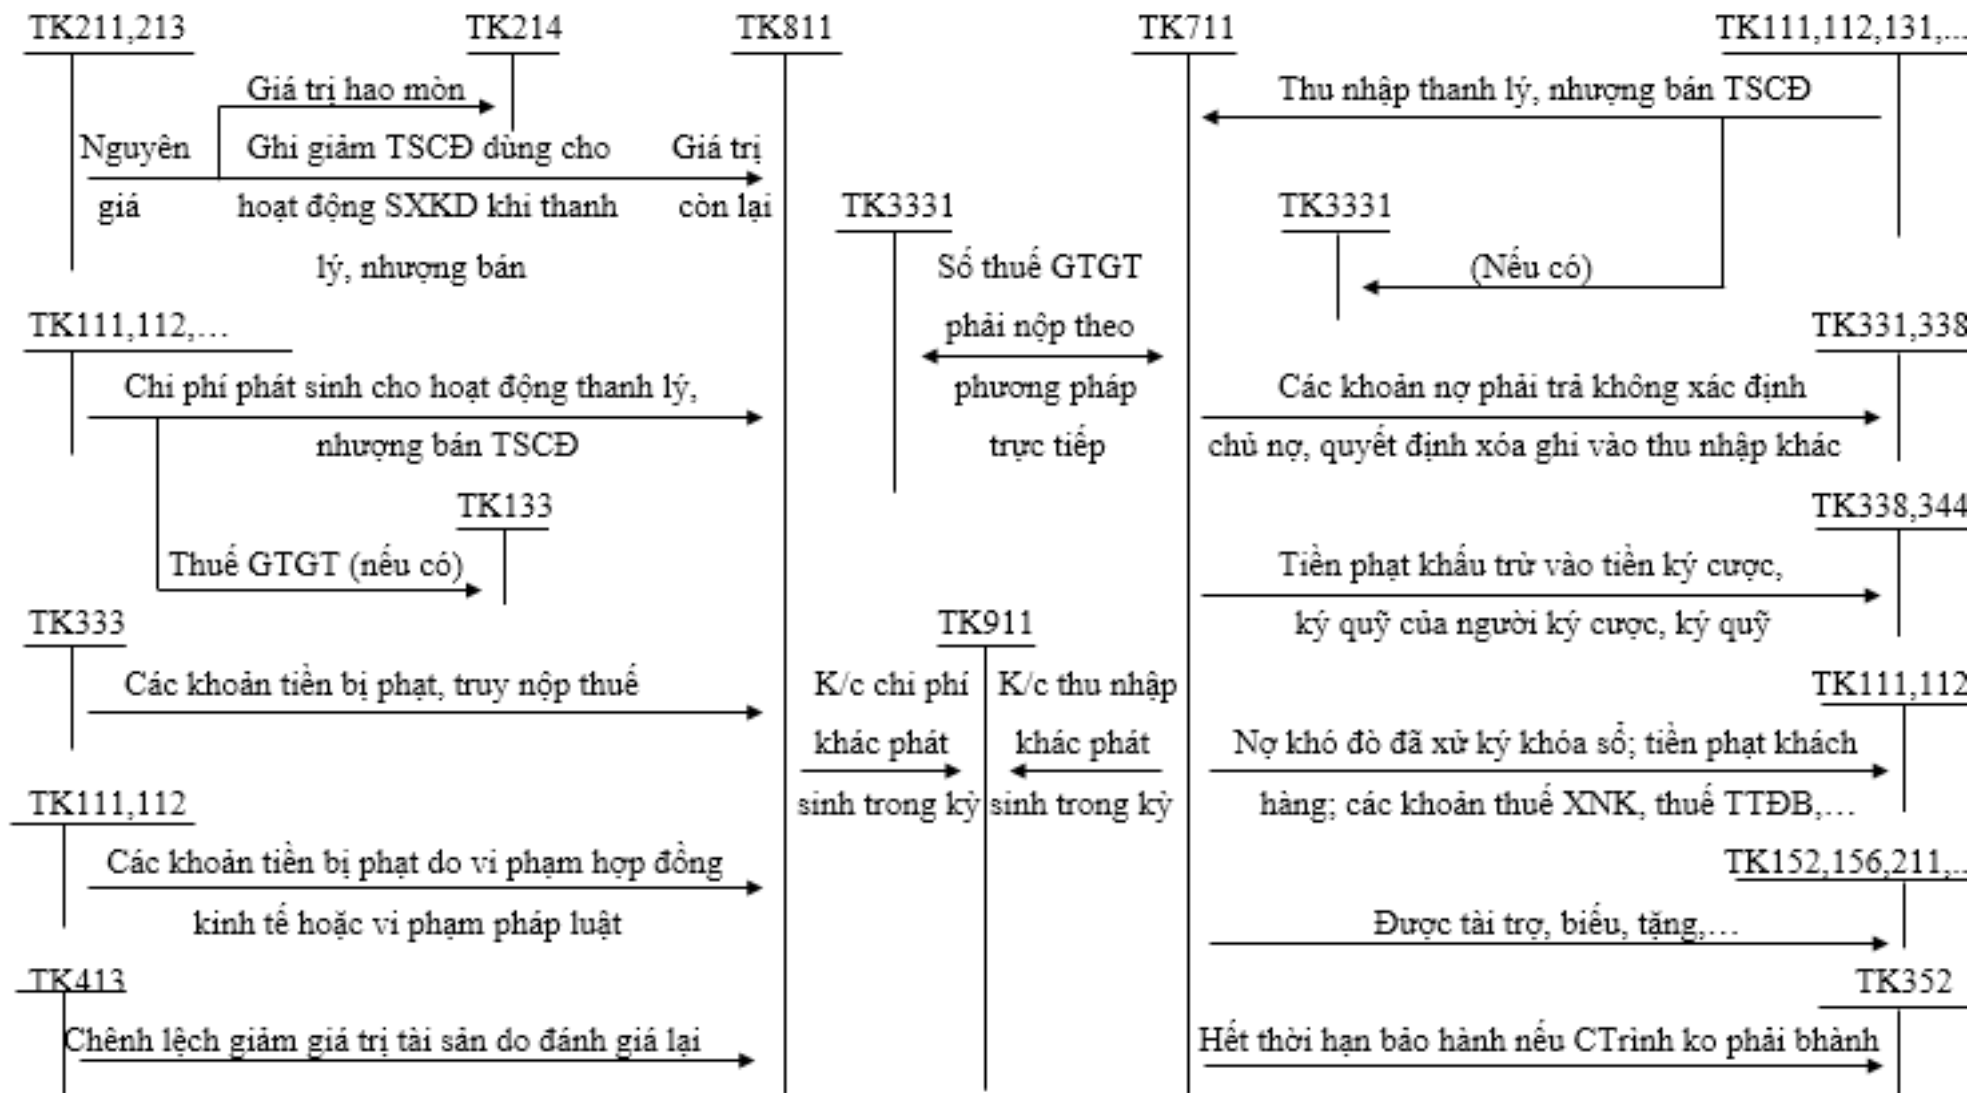 TK211,213 TK214 TK811 TK711 TK111,112,131,...
Giá trị hao mòn Thu nhập thanh lý, nhượng bán TSCĐ
Nguyên Ghi giảm TSCĐ dùng cho Giá trị
giá hoạt động SXKD khi thanh còn lại TK3331 TK3331
lý, nhượng bán Số thuế GTGT (Nếu có)
TK111,112,… phải nộp theo TK331,338
Chi phí phát sinh cho hoạt động thanh lý, phương pháp Các khoản nợ phải trả không xác định
nhượng bán TSCĐ trực tiếp chủ nợ, quyết định xóa ghi vào thu nhập khác
TK133 TK338,344
Thuế GTGT (nếu có) Tiền phạt khấu trừ vào tiền ký cược,
TK333 TK911 ký quỹ của người ký cược, ký quỹ
Các khoản tiền bị phạt, truy nộp thuế K/c chi phí K/c thu nhập TK111,112
khác phát khác phát Nợ khó đò đã xử ký khóa sổ; tiền phạt khách
TK111,112 sinh trong kỳ sinh trong kỳ hàng; các khoản thuế XNK, thuế TTĐB,…
Các khoản tiền bị phạt do vi phạm hợp đồng TK152,156,211,..
kinh tế hoặc vi phạm pháp luật Được tài trợ, biếu, tặng,…
TK413 TK352
Chênh lệch giảm giá trị tài sản do đánh giá lại Hết thời hạn bảo hành nếu CTrình ko phải bhành